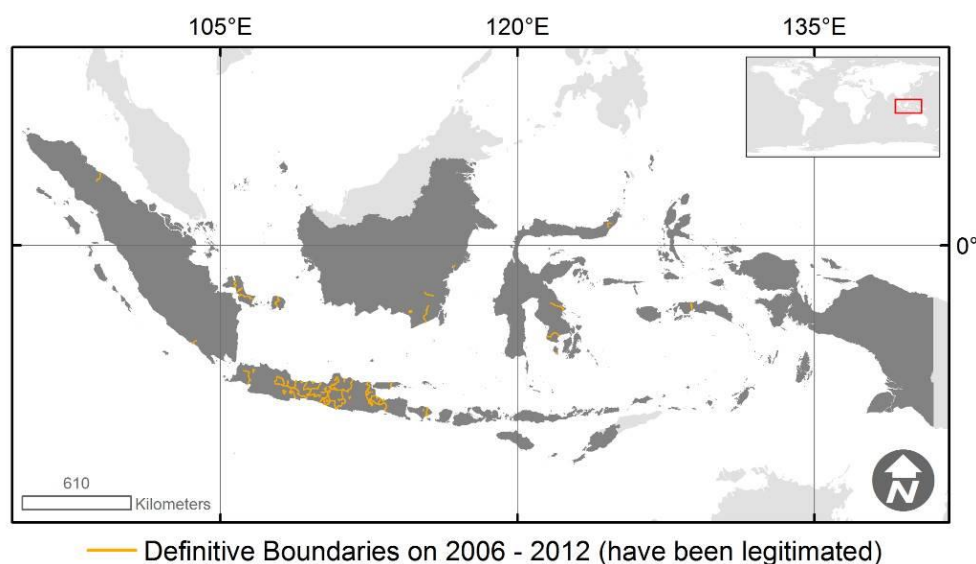 105°E 120°E 135°E
0°
610
Kilometers
N
Definitive Boundaries on 2006 - 2012 (have been legitimated)